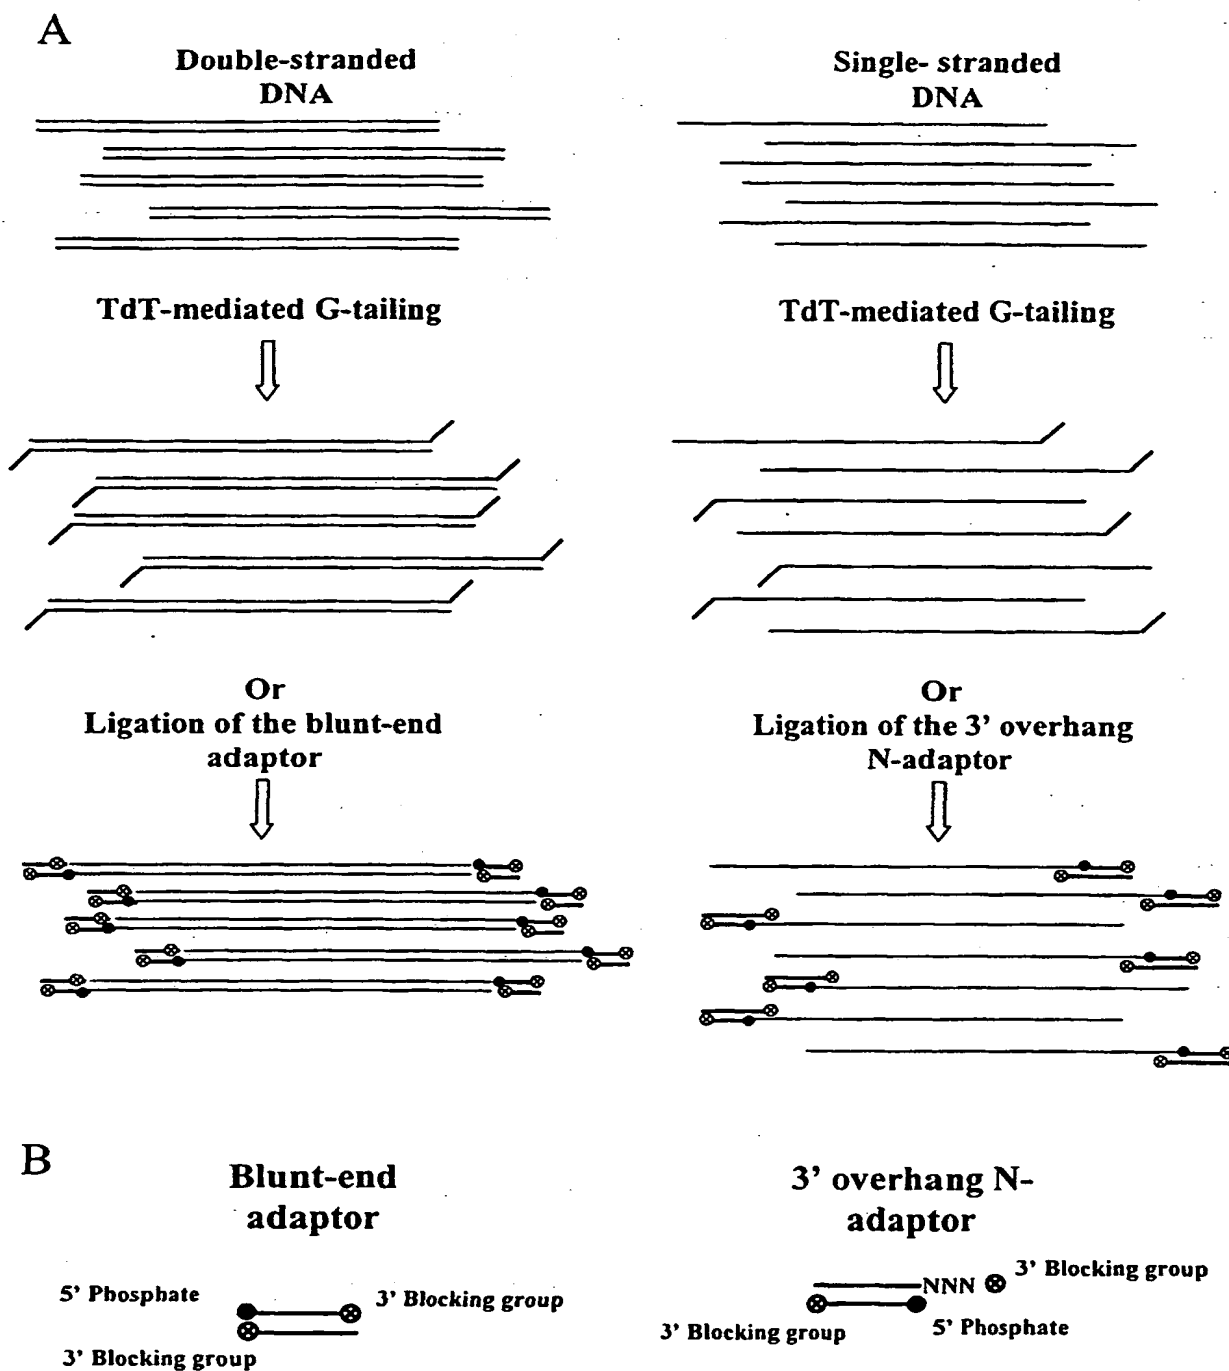 A
Double-stranded
DNA
Single- stranded
DNA
TdT-mediated G-tailing
TdT-mediated G-tailing
Or
Ligation of the blunt-end
adaptor
Or
Ligation of the 3' overhang
N-adaptor
B
Blunt-end
adaptor
3' overhang N-
adaptor
5' Phosphate
3' Blocking group
3' Blocking group
NNN
3' Blocking group
3' Blocking group
5' Phosphate